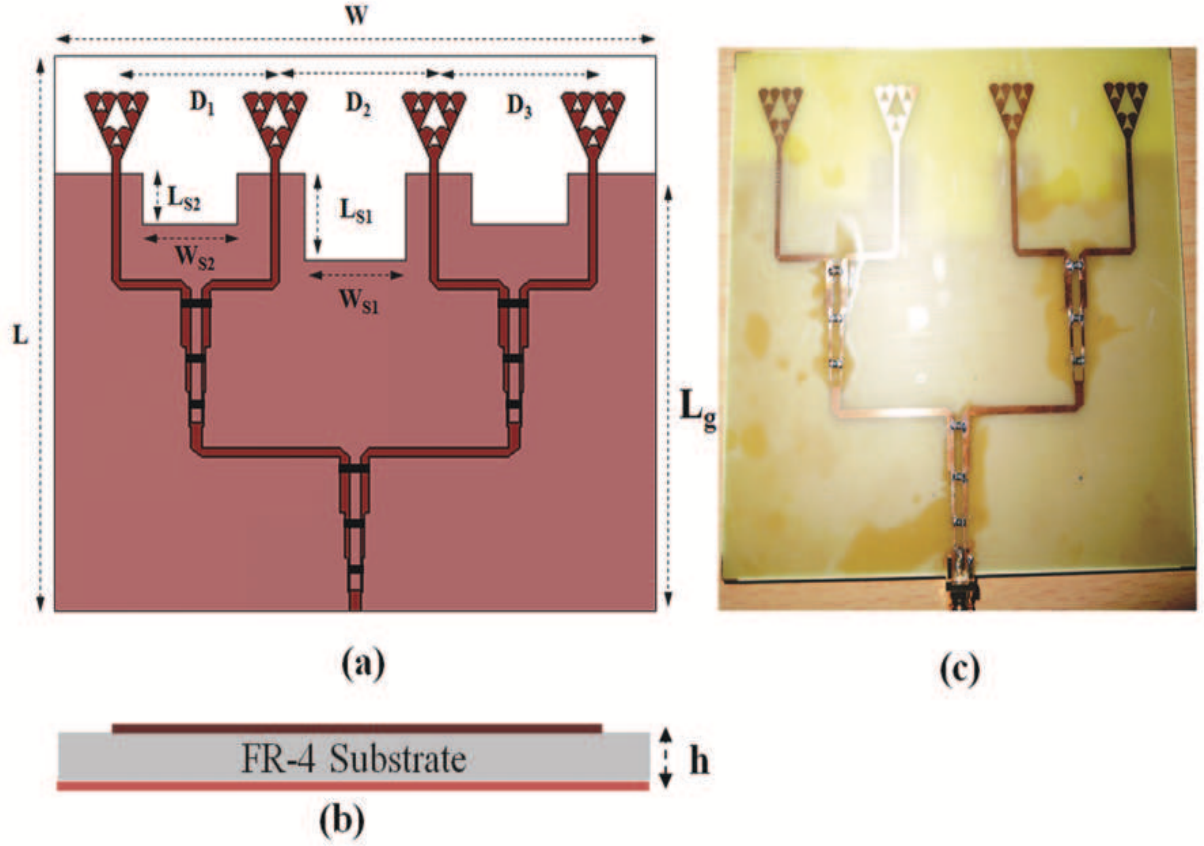 W
D1
D2
D3
LS2
LS1
WS2
WS1
L
Lg
(a)
(c)
FR-4 Substrate
h
(b)